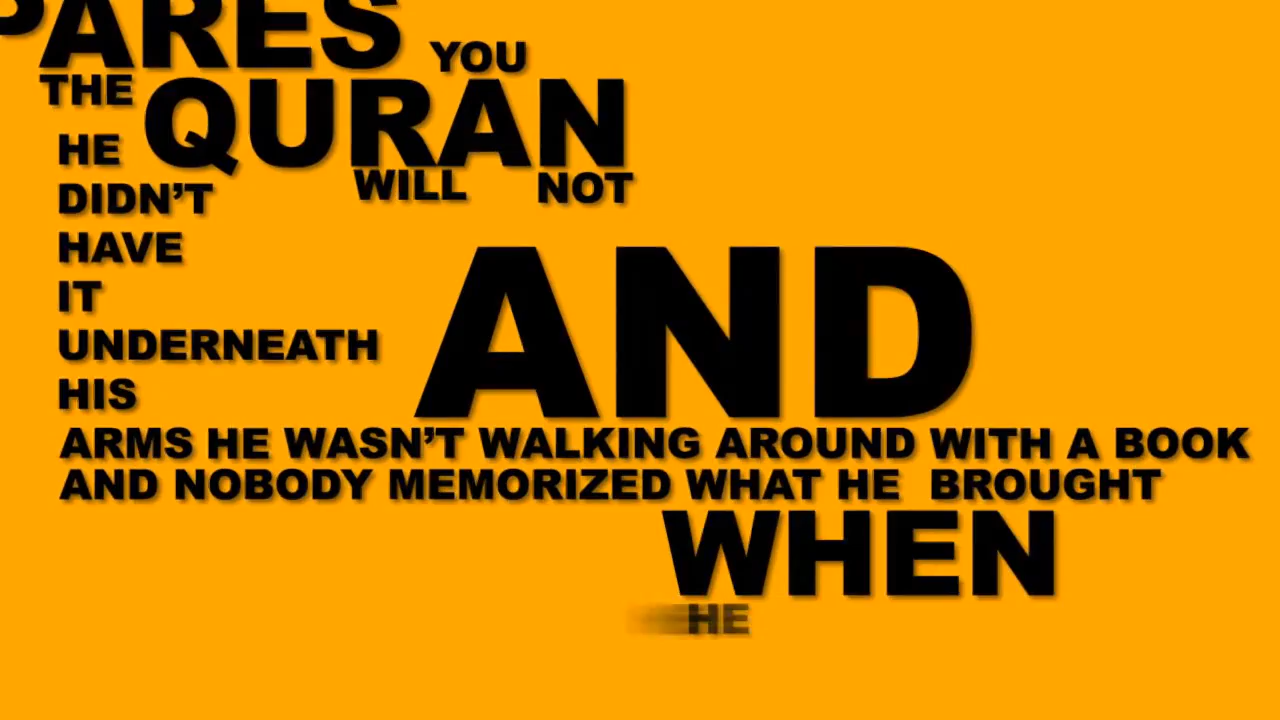 PARES YOU
THE QURAN
WILL NOT
HE
DIDN’T
HAVE
IT
UNDERNEATH
HIS
AND
ARMS HE WASN’T WALKING AROUND WITH A BOOK
AND NOBODY MEMORIZED WHAT HE BROUGHT
WHEN
HE